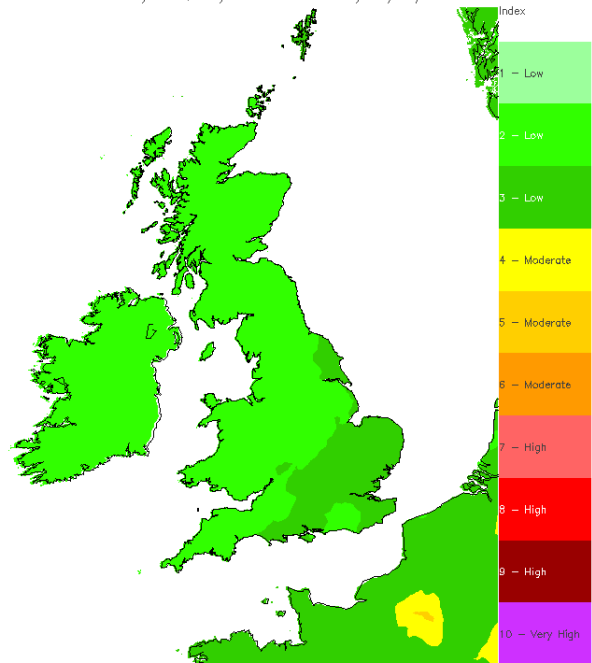 Index
1 – Low
2 – Low
3 – Low
4 – Moderate
5 – Moderate
6 – Moderate
7 – High
8 – High
9 – High
10 – Very High